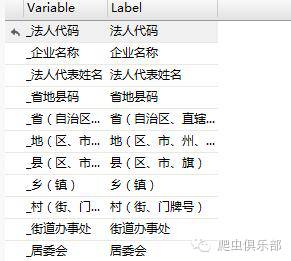 Variable Label
_法人代码 法人代码
_企业名称 企业名称
_法人代表姓名 法人代表姓名
_省地县码 省地县码
_省（自治区... 省（自治区、直辖...
_地（区、市... 地（区、市、州、...
_县（区、市... 县（区、市、旗）
_乡（镇） 乡（镇）
_村（街、门... 村（街、门牌号）
_街道办事处 街道办事处
_居委会 居委会
爬虫俱乐部